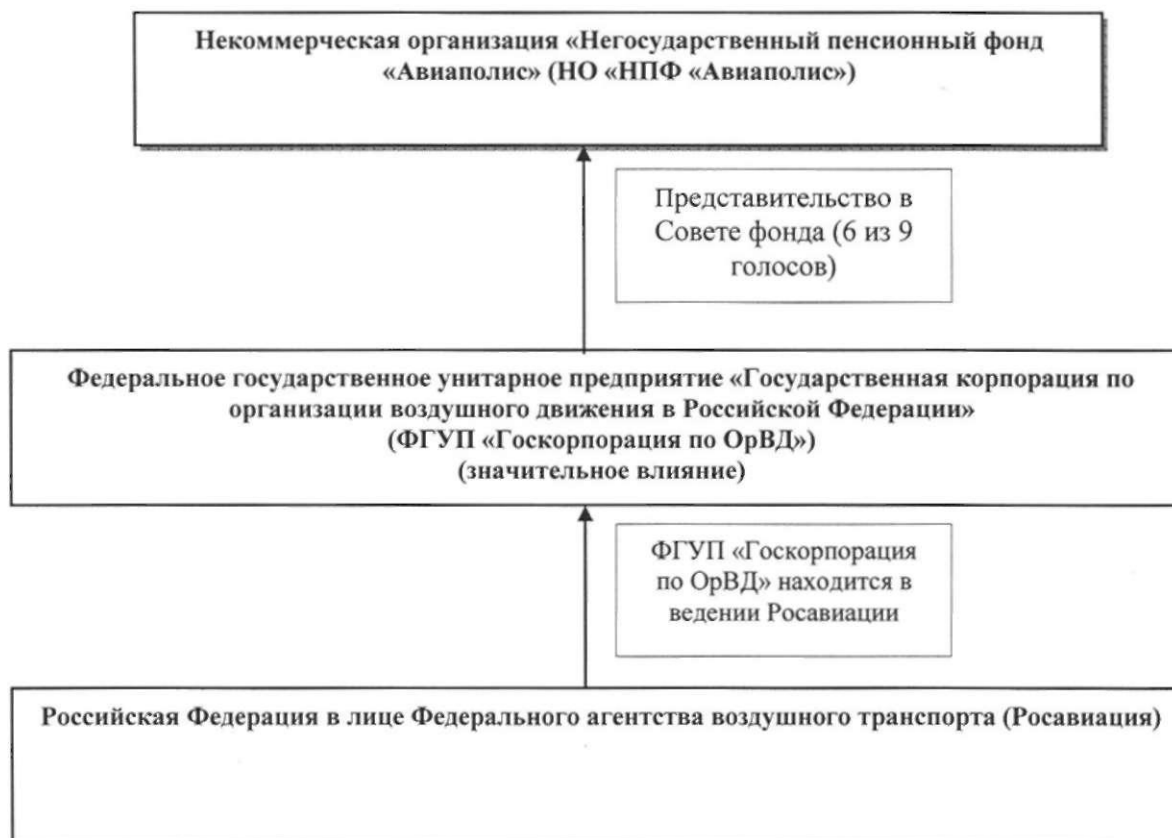 Некоммерческая организация «Негосударственный пенсионный фонд
«Авиаполис» (НО «НПФ «Авиаполис»)
Представительство в
Совете фонда (6 из 9
голосов)
Федеральное государственное унитарное предприятие «Государственная корпорация по
организации воздушного движения в Российской Федерации»
(ФГУП «Госкорпорация по ОрВД»)
(значительное влияние)
ФГУП «Госкорпорация
по ОрВД» находится в
ведении Росавиации
Российская Федерация в лице Федерального агентства воздушного транспорта (Росавиация)